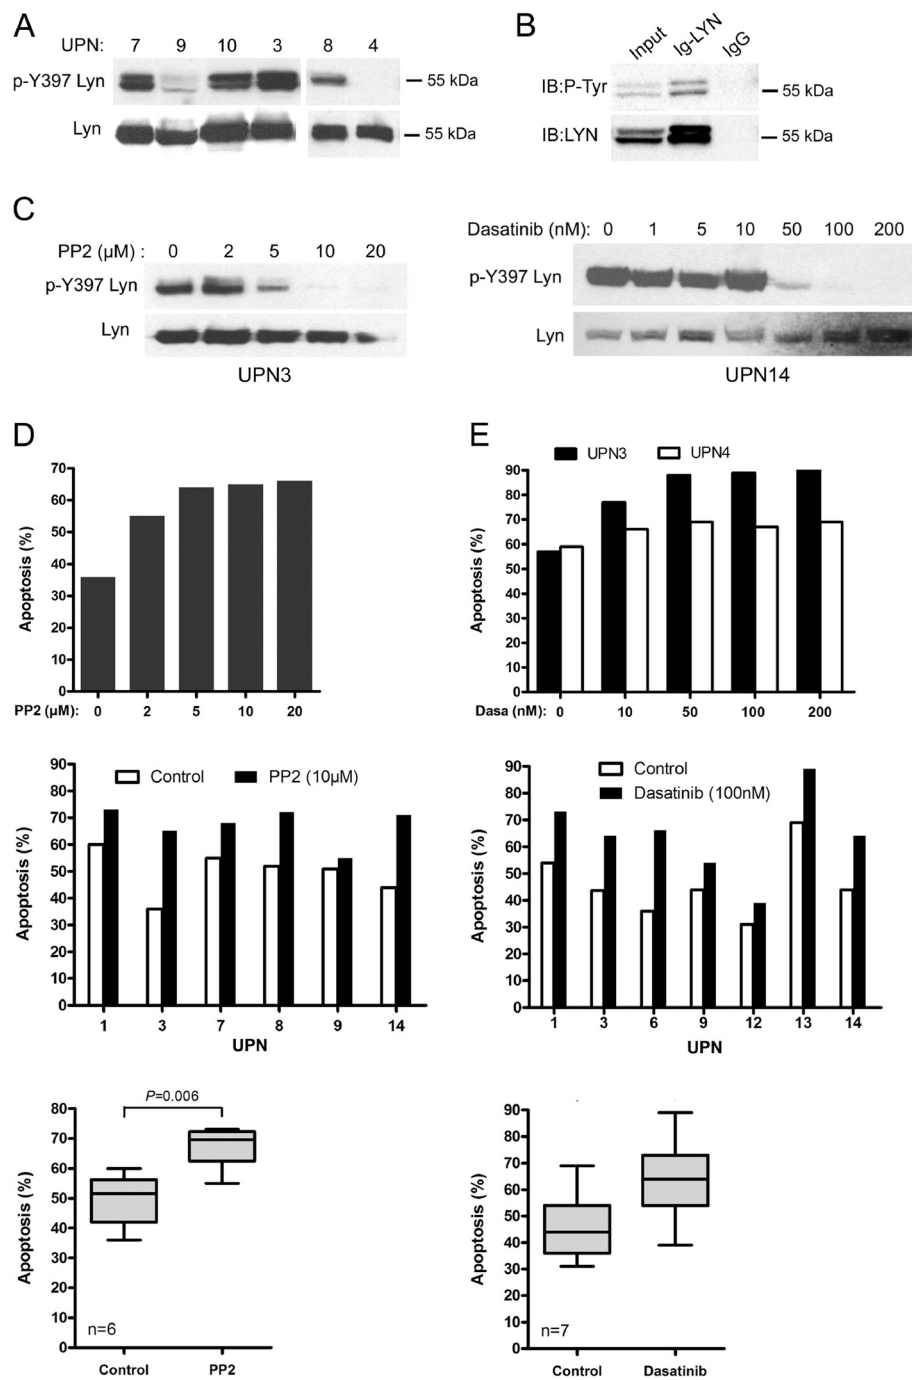 A
UPN: 7 9 10 3 8 4
p-Y397 Lyn
55 kDa
Lyn
55 kDa
B
Input Ig-LYN IgG
IB:P-Tyr
55 kDa
IB:LYN
55 kDa
C
PP2 (µM) : 0 2 5 10 20
p-Y397 Lyn
Lyn
UPN3
Dasatinib (nM): 0 1 5 10 50 100 200
p-Y397 Lyn
Lyn
UPN14
D
Apoptosis (%)
70
60
50
40
30
20
10
0
PP2 (µM): 0 2 5 10 20
Control PP2 (10µM)
Apoptosis (%)
90
80
70
60
50
40
30
20
10
0
1 3 7 8 9 14
UPN
P=0.006
Apoptosis (%)
80
70
60
50
40
30
20
10
0
n=6
Control PP2
E
UPN3 UPN4
Apoptosis (%)
90
80
70
60
50
40
30
20
10
0
Dasa (nM): 0 10 50 100 200
Control
Dasatinib (100nM)
Apoptosis (%)
90
80
70
60
50
40
30
20
10
0
1 3 6 9 12 13 14
UPN
Apoptosis (%)
90
80
70
60
50
40
30
20
10
0
n=7
Control Dasatinib